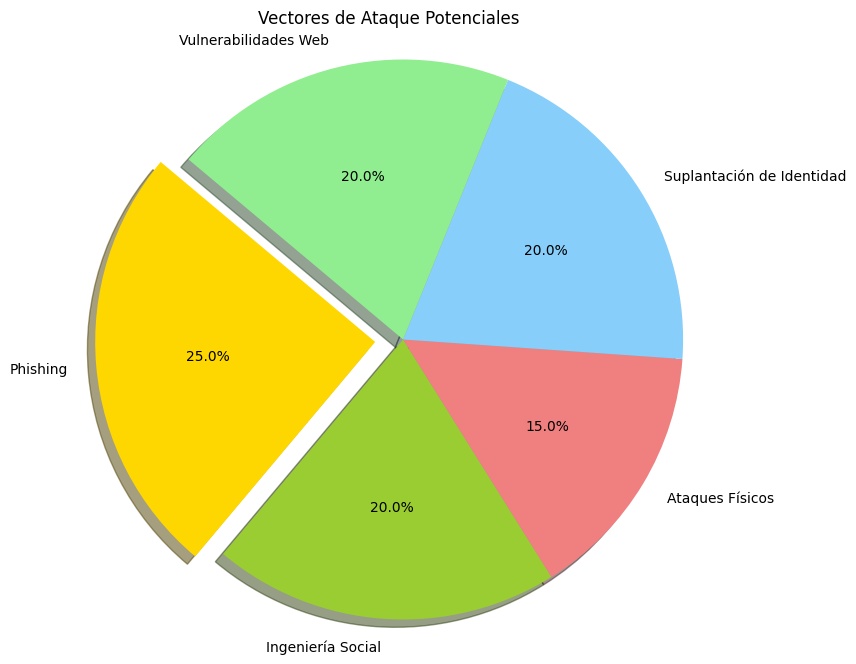 Vectores de Ataque Potenciales
Vulnerabilidades Web
20.0%
Suplantación de Identidad
20.0%
Phishing
25.0%
15.0%
Ataques Físicos
20.0%
Ingeniería Social